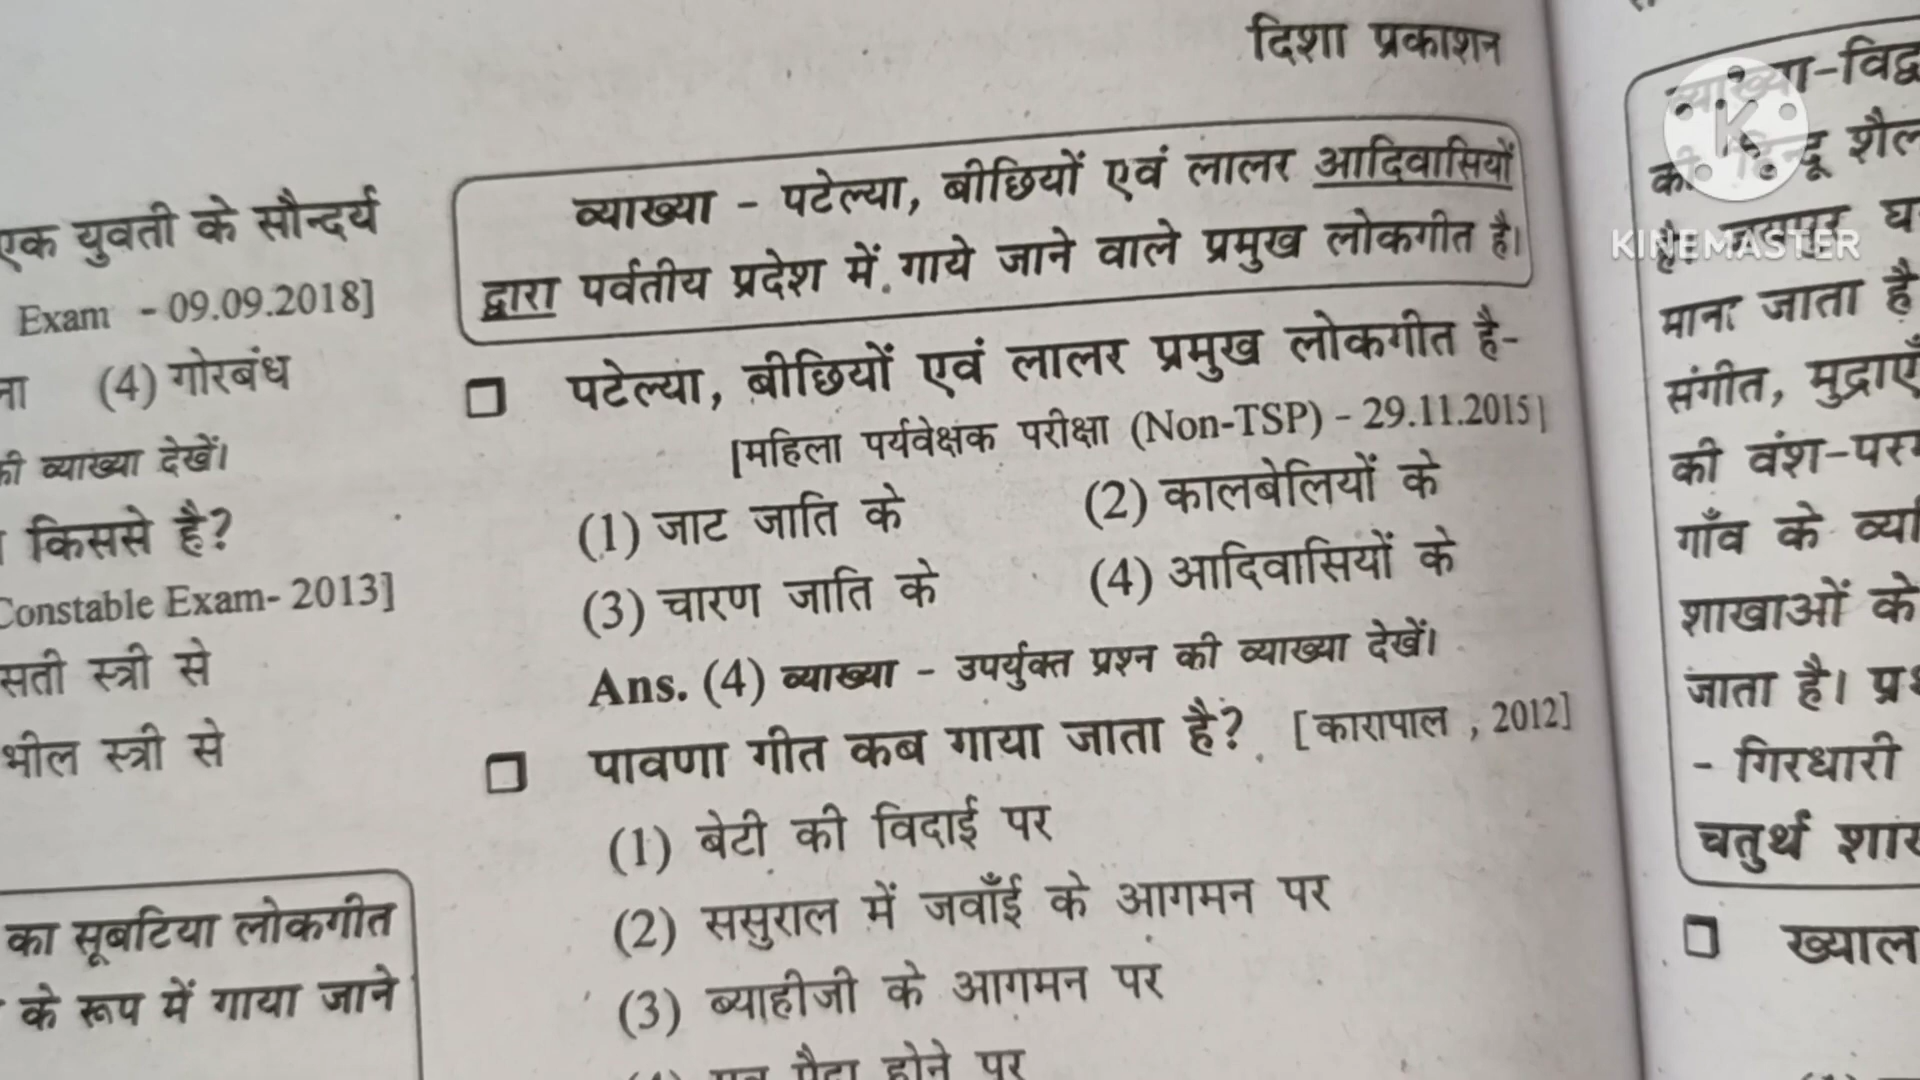 दिशा प्रकाशन
एक युवती के सौन्दर्य
Exam - 09.09.2018]
(4) गोरबंध
की व्याख्या देखें।
किससे है?
Constable Exam- 2013]
सती स्त्री से
भील स्त्री से
का सूबटिया लोकगीत
के रूप में गाया जाने
व्याख्या - पटेल्या, बीछियों एवं लालर आदिवासियों
द्वारा पर्वतीय प्रदेश में गाये जाने वाले प्रमुख लोकगीत है।
पटेल्या, बीछियों एवं लालर प्रमुख लोकगीत है-
[महिला पर्यवेक्षक परीक्षा (Non-TSP) - 29.11.2015]
(1) जाट जाति के (2) कालबेलियों के
(3) चारण जाति के (4) आदिवासियों के
Ans. (4) व्याख्या - उपर्युक्त प्रश्न की व्याख्या देखें।
पावणा गीत कब गाया जाता है? [कारापाल , 2012]
(1) बेटी की विदाई पर
(2) ससुराल में जवाँई के आगमन पर
(3) ब्याहीजी के आगमन पर
होने पर
KINEMASTER
माना जाता है
संगीत, मुद्राएँ
की वंश-पर
गाँव के
शाखाओं के
जाता है।
- गिरधारी
चतुर्थ
ख्याल